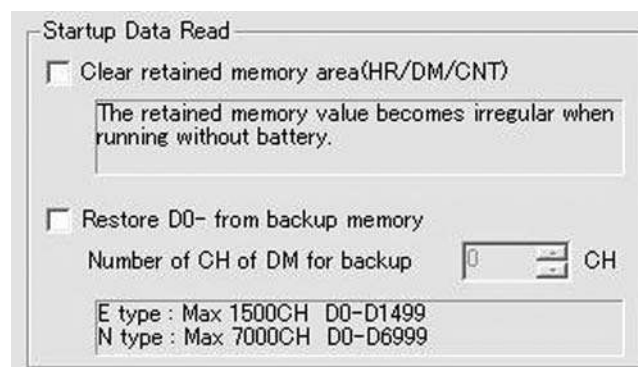 Startup Data Read
Clear retained memory area(HR/DM/CNT)
The retained memory value becomes irregular when
running without battery.
Restore D0- from backup memory
Number of CH of DM for backup 0 CH
E type : Max 1500CH D0-D1499
N type : Max 7000CH D0-D6999